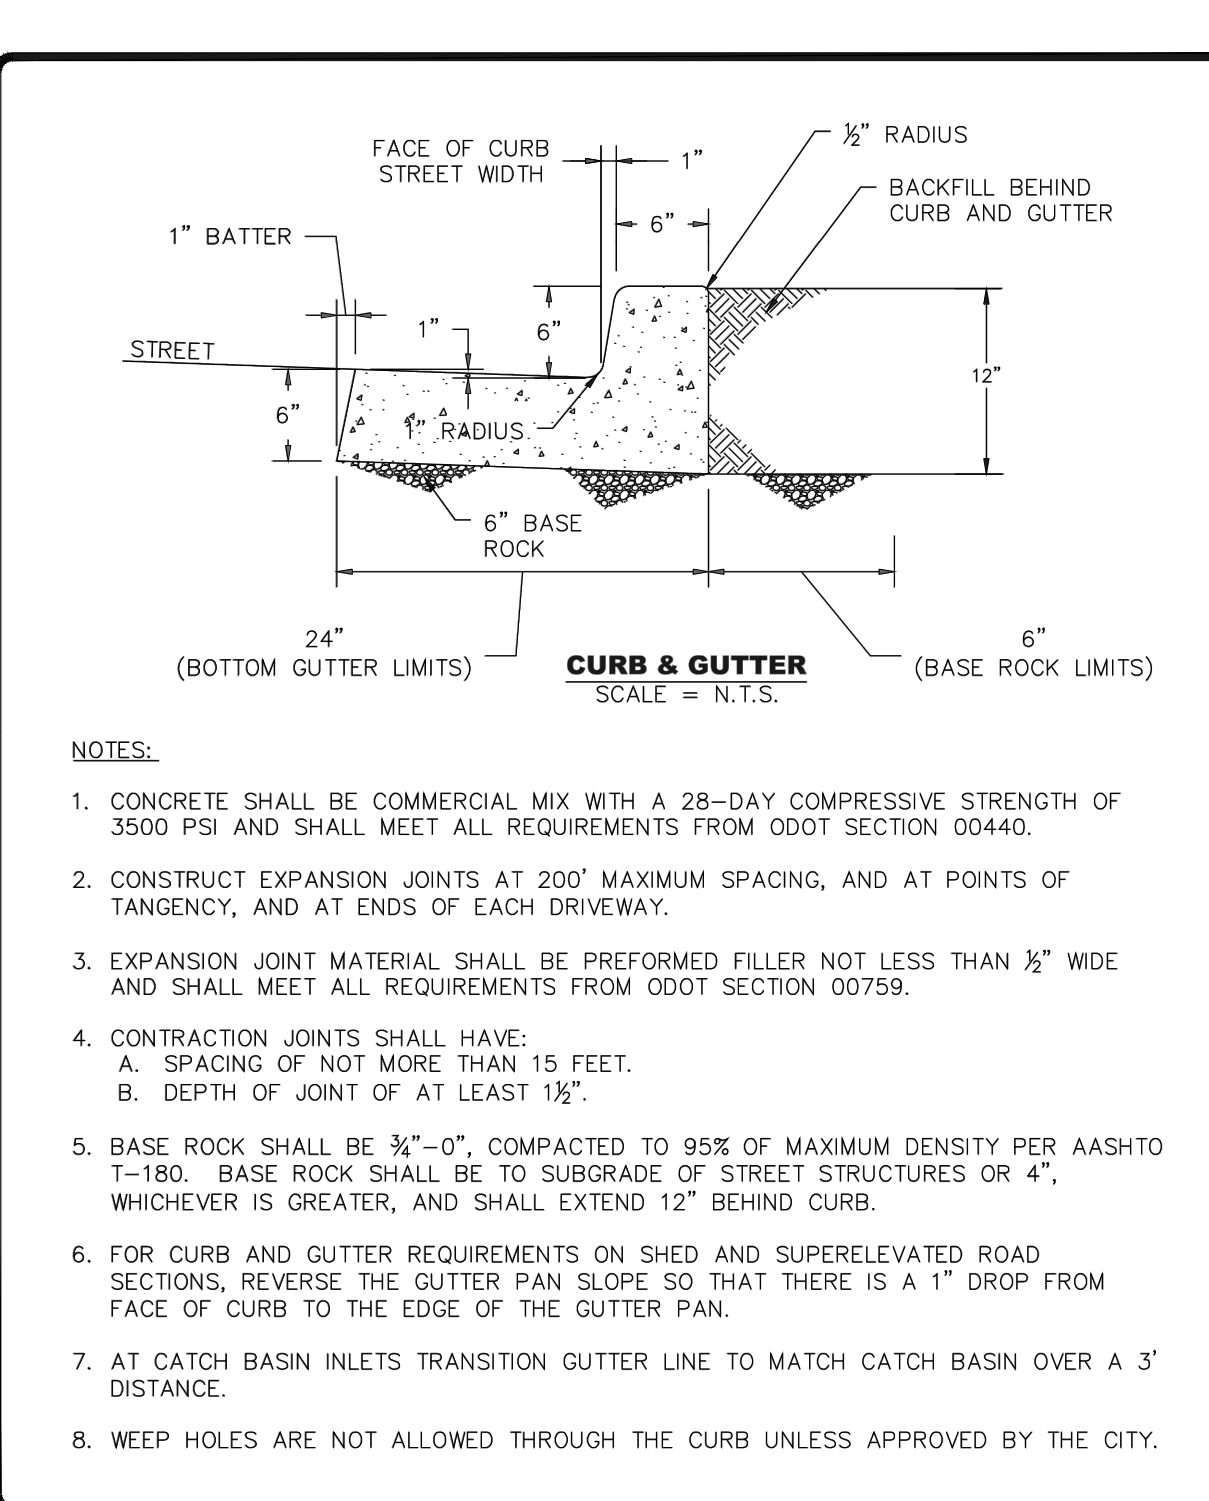 FACE OF CURB
STREET WIDTH
1"
½" RADIUS
BACKFILL BEHIND
CURB AND GUTTER
6"
1" BATTER
1"
6"
STREET
12"
6"
1" RADIUS
6" BASE
ROCK
24"
(BOTTOM GUTTER LIMITS)
6"
(BASE ROCK LIMITS)
CURB & GUTTER
SCALE = N.T.S.
NOTES:
1. CONCRETE SHALL BE COMMERCIAL MIX WITH A 28-DAY COMPRESSIVE STRENGTH OF
3500 PSI AND SHALL MEET ALL REQUIREMENTS FROM ODOT SECTION 00440.
2. CONSTRUCT EXPANSION JOINTS AT 200' MAXIMUM SPACING, AND AT POINTS OF
TANGENCY, AND AT ENDS OF EACH DRIVEWAY.
3. EXPANSION JOINT MATERIAL SHALL BE PREFORMED FILLER NOT LESS THAN ½" WIDE
AND SHALL MEET ALL REQUIREMENTS FROM ODOT SECTION 00759.
4. CONTRACTION JOINTS SHALL HAVE:
A. SPACING OF NOT MORE THAN 15 FEET.
B. DEPTH OF JOINT OF AT LEAST 1½".
5. BASE ROCK SHALL BE ¾"-0", COMPACTED TO 95% OF MAXIMUM DENSITY PER AASHTO
T-180. BASE ROCK SHALL BE TO SUBGRADE OF STREET STRUCTURES OR 4",
WHICHEVER IS GREATER, AND SHALL EXTEND 12" BEHIND CURB.
6. FOR CURB AND GUTTER REQUIREMENTS ON SHED AND SUPERELEVATED ROAD
SECTIONS, REVERSE THE GUTTER PAN SLOPE SO THAT THERE IS A 1" DROP FROM
FACE OF CURB TO THE EDGE OF THE GUTTER PAN.
7. AT CATCH BASIN INLETS TRANSITION GUTTER LINE TO MATCH CATCH BASIN OVER A 3'
DISTANCE.
8. WEEP HOLES ARE NOT ALLOWED THROUGH THE CURB UNLESS APPROVED BY THE CITY.